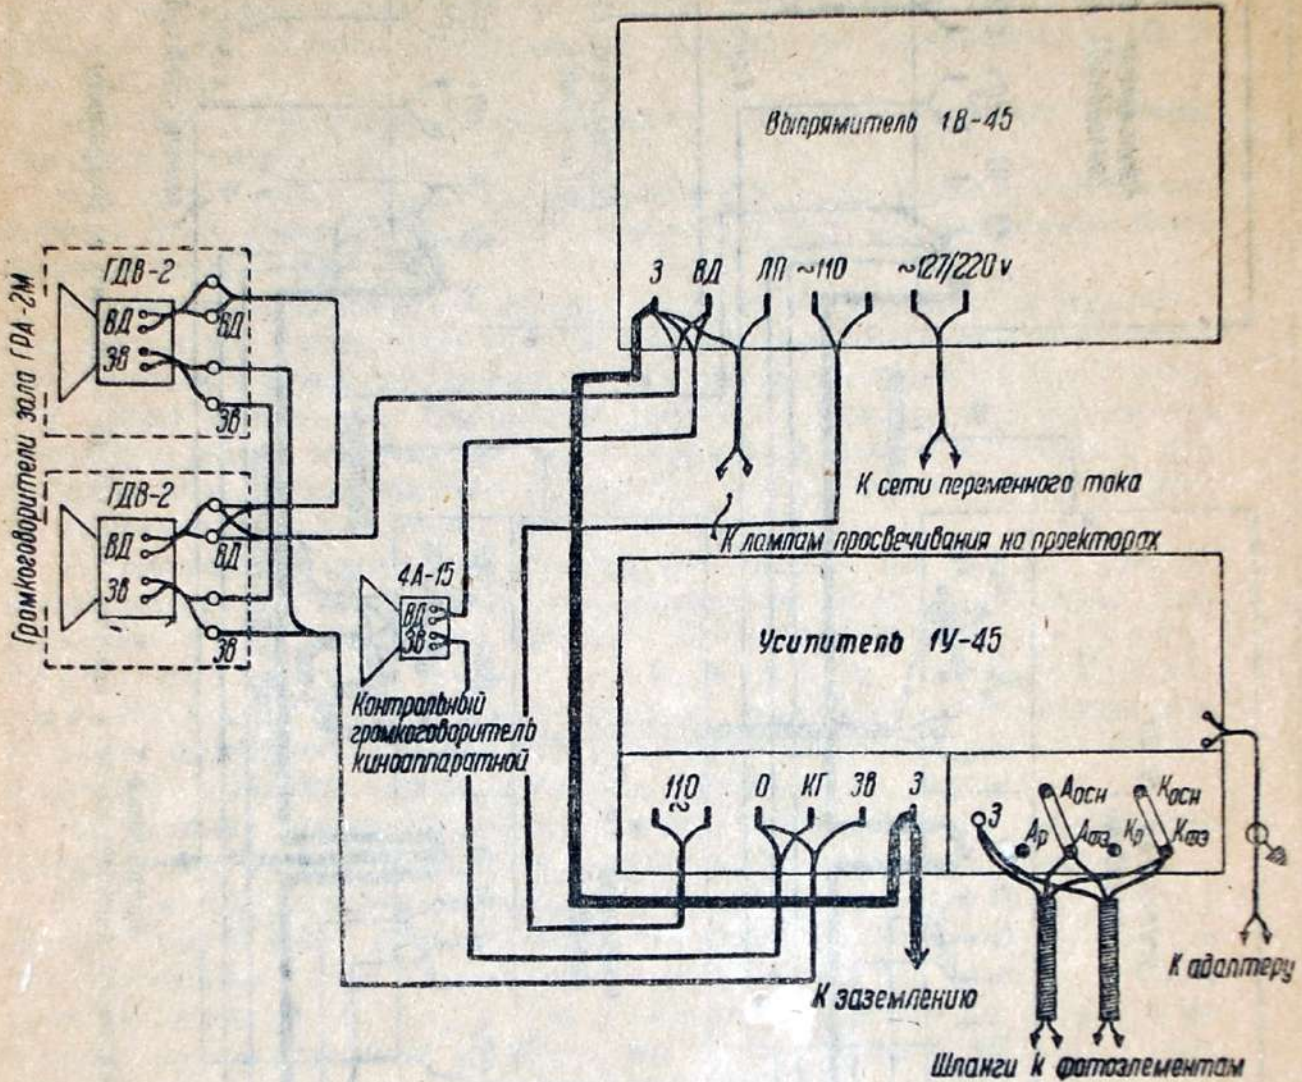 Выпрямитель 1В-45
З ВД ЛП ~110 ~127/220 v
К сети переменного тока
К лампам просвечивания на проекторах
Громкоговорители зала ГРА-2М
ГДВ-2
ВД
ЗВ
ВД
ЗВ
ГДВ-2
ВД
ЗВ
ВД
ЗВ
4А-15
ВД
ЗВ
Контрольный
громкоговоритель
киноаппаратной
Усилитель 1У-45
110 О КГ ЗВ З
~
З Аосн Косн
Ар Афэ Кр Кфэ
К заземлению
К адаптеру
Шланги к фотоэлементам